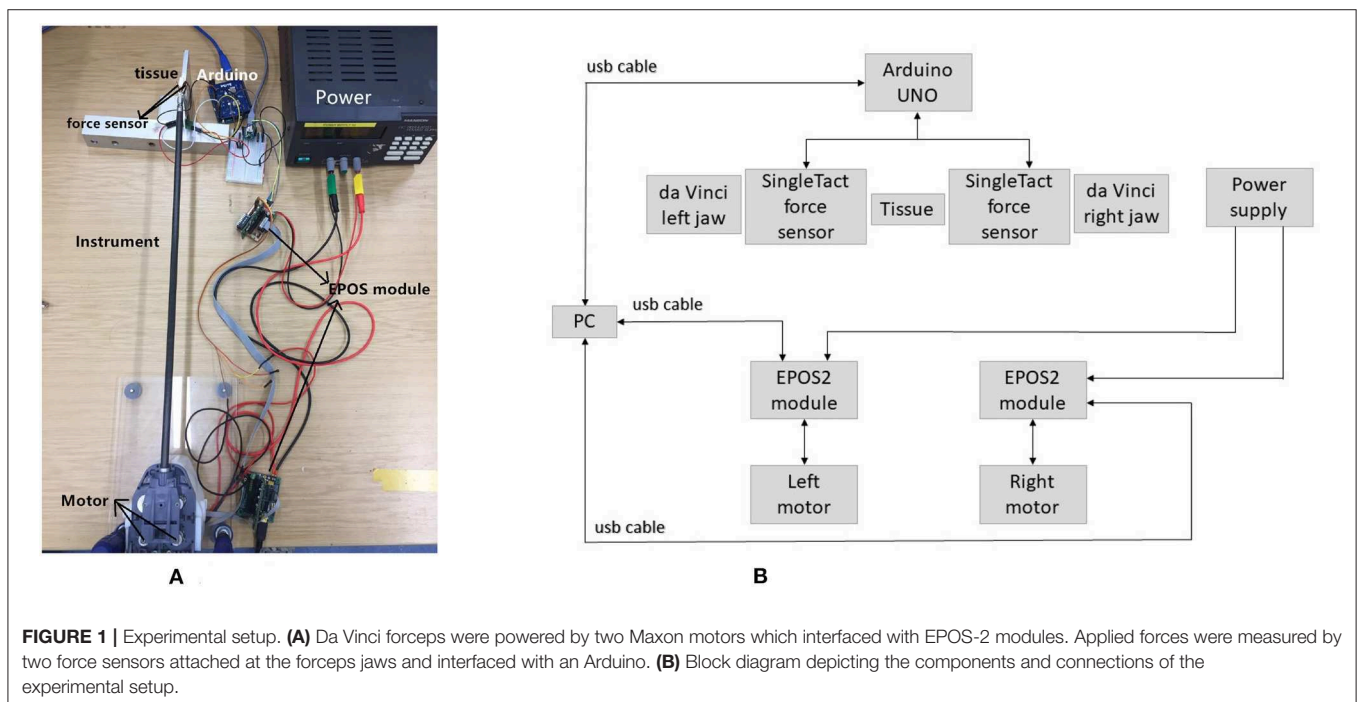 tissue
Arduino
Power
force sensor
Instrument
EPOS module
Motor
A
usb cable
Arduino
UNO
da Vinci
left jaw
SingleTact
force
sensor
Tissue
SingleTact
force
sensor
da Vinci
right jaw
Power
supply
usb cable
PC
EPOS2
module
EPOS2
module
Left
motor
Right
motor
usb cable
B
FIGURE 1 | Experimental setup. (A) Da Vinci forceps were powered by two Maxon motors which interfaced with EPOS-2 modules. Applied forces were measured by
two force sensors attached at the forceps jaws and interfaced with an Arduino. (B) Block diagram depicting the components and connections of the
experimental setup.